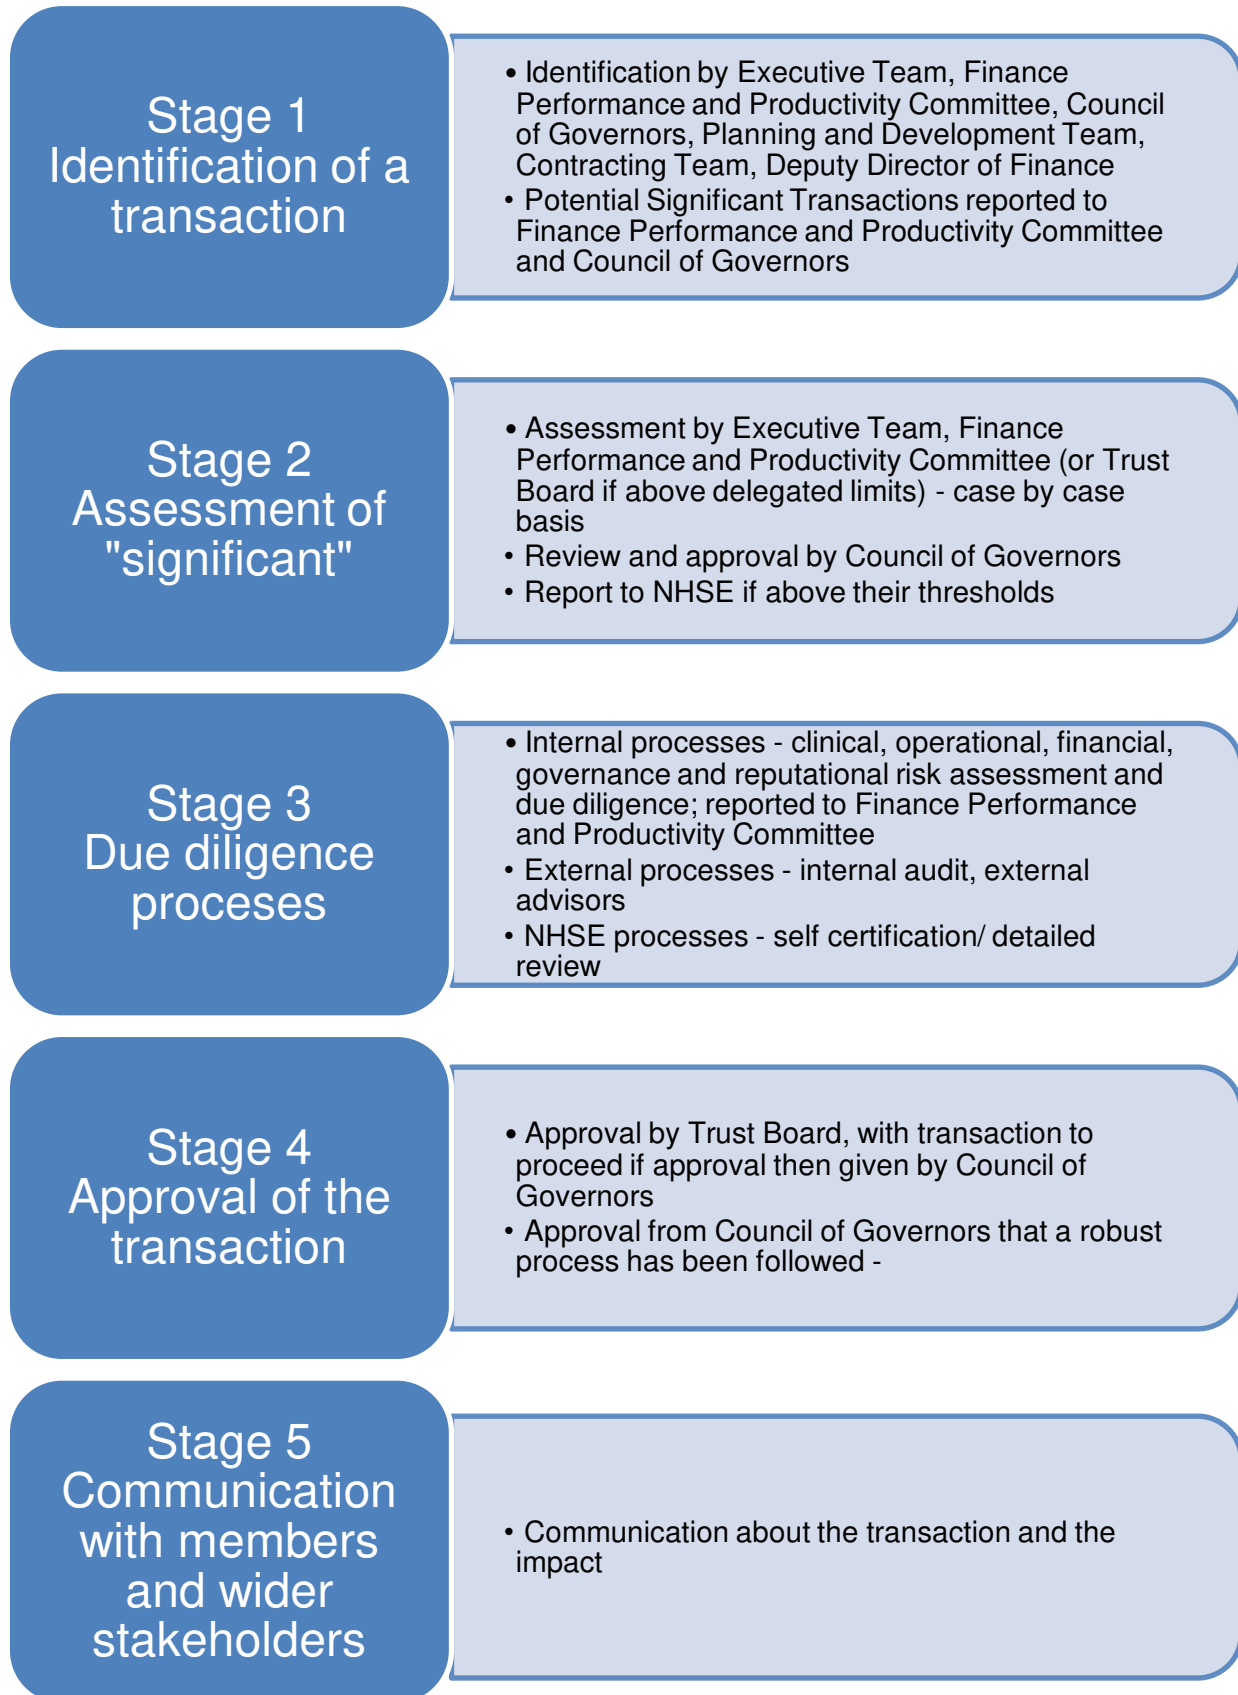 Stage 1
Identification of a
transaction
• Identification by Executive Team, Finance
Performance and Productivity Committee, Council
of Governors, Planning and Development Team,
Contracting Team, Deputy Director of Finance
• Potential Significant Transactions reported to
Finance Performance and Productivity Committee
and Council of Governors
Stage 2
Assessment of
"significant"
• Assessment by Executive Team, Finance
Performance and Productivity Committee (or Trust
Board if above delegated limits) - case by case
basis
• Review and approval by Council of Governors
• Report to NHSE if above their thresholds
Stage 3
Due diligence
proceses
• Internal processes - clinical, operational, financial,
governance and reputational risk assessment and
due diligence; reported to Finance Performance
and Productivity Committee
• External processes - internal audit, external
advisors
• NHSE processes - self certification/ detailed
review
Stage 4
Approval of the
transaction
• Approval by Trust Board, with transaction to
proceed if approval then given by Council of
Governors
• Approval from Council of Governors that a robust
process has been followed -
Stage 5
Communication
with members
and wider
stakeholders
• Communication about the transaction and the
impact